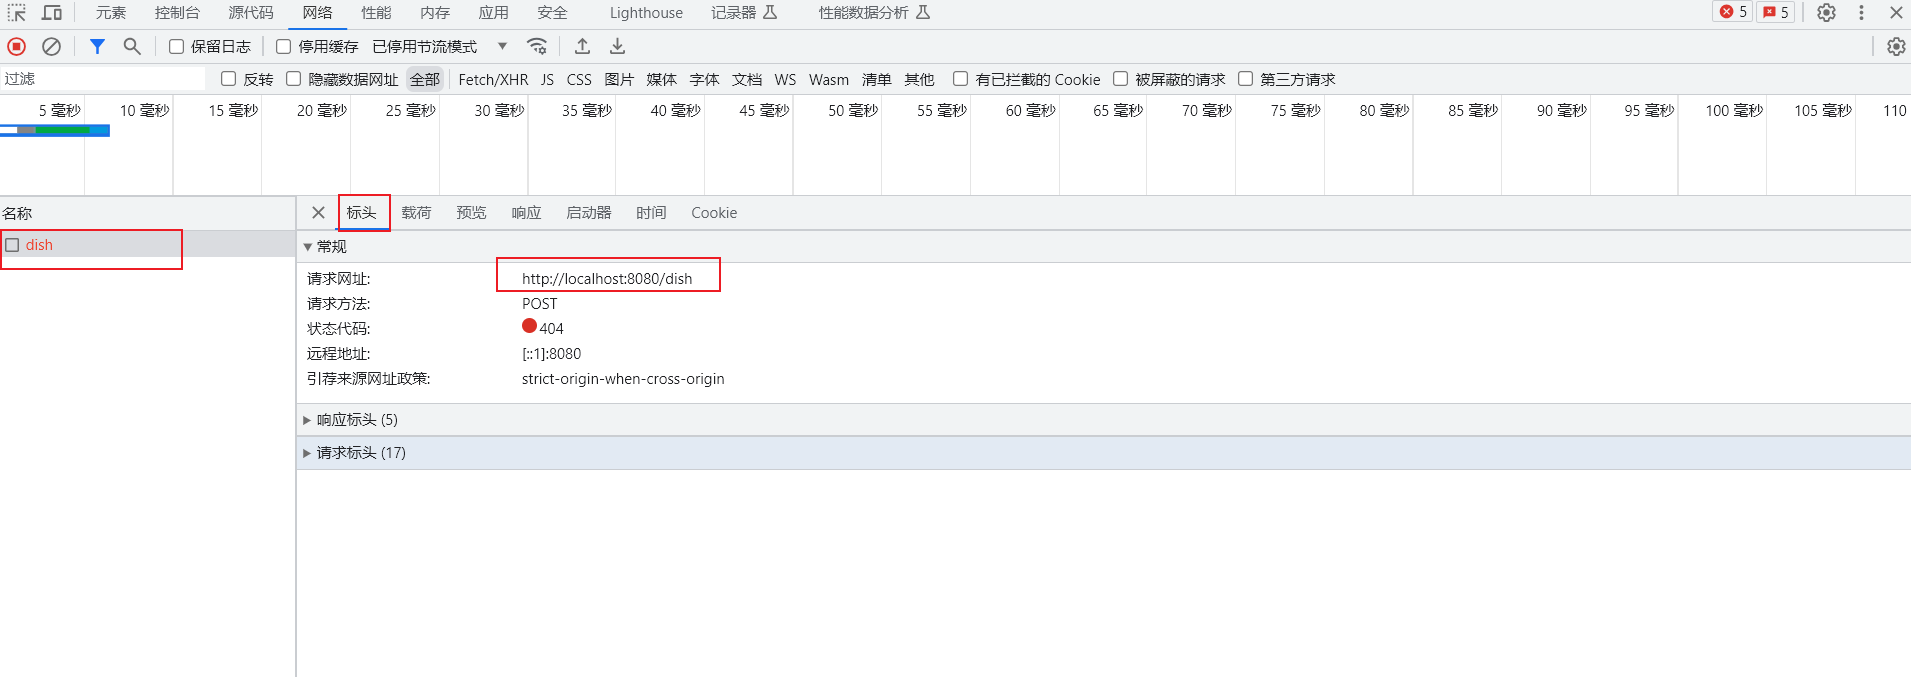 元素 控制台 源代码 网络 性能 内存 应用 安全 Lighthouse 记录器 性能数据分析 5 5
保留日志 停用缓存 已停用节流模式
过滤 反转 隐藏数据网址 全部 Fetch/XHR JS CSS 图片 媒体 字体 文档 WS Wasm 清单 其他 有已拦截的 Cookie 被屏蔽的请求 第三方请求
5 毫秒 10 毫秒 15 毫秒 20 毫秒 25 毫秒 30 毫秒 35 毫秒 40 毫秒 45 毫秒 50 毫秒 55 毫秒 60 毫秒 65 毫秒 70 毫秒 75 毫秒 80 毫秒 85 毫秒 90 毫秒 95 毫秒 100 毫秒 105 毫秒 110
名称
dish
标头 载荷 预览 响应 启动器 时间 Cookie
常规
请求网址: http://localhost:8080/dish
请求方法: POST
状态代码: 404
远程地址: [::1]:8080
引荐来源网址政策: strict-origin-when-cross-origin
响应标头 (5)
请求标头 (17)